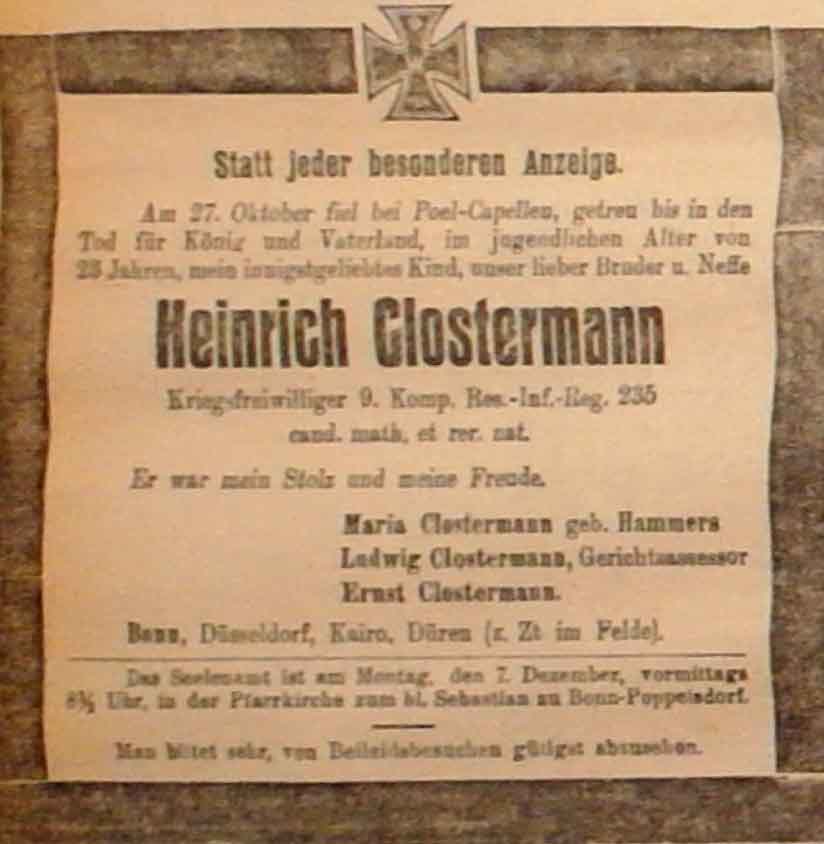 Statt jeder besonderen Anzeige.
Am 27. Oktober fiel bei Poel-Capellen, getreu bis in den
Tod für König und Vaterland, im jugendlichen Alter von
23 Jahren, mein innigstgeliebtes Kind, unser lieber Bruder u. Neffe
Heinrich Clostermann
Kriegsfreiwilliger 9. Komp. Res.-Inf.-Reg. 235
cand. math. et rer. nat.
Er war mein Stolz und meine Freude.
Maria Clostermann geb. Hammers
Ludwig Clostermann, Gerichtsassessor
Ernst Clostermann.
Bonn, Düsseldorf, Kairo, Düren (z. Zt im Felde).
Das Seelenamt ist am Montag, den 7. Dezember, vormittags
Uhr, in der Pfarrkirche zum hl. Sebastian zu Bonn-Poppelsdorf.
Man bittet sehr, von Beileidsbesuchen gütigst abzusehen.